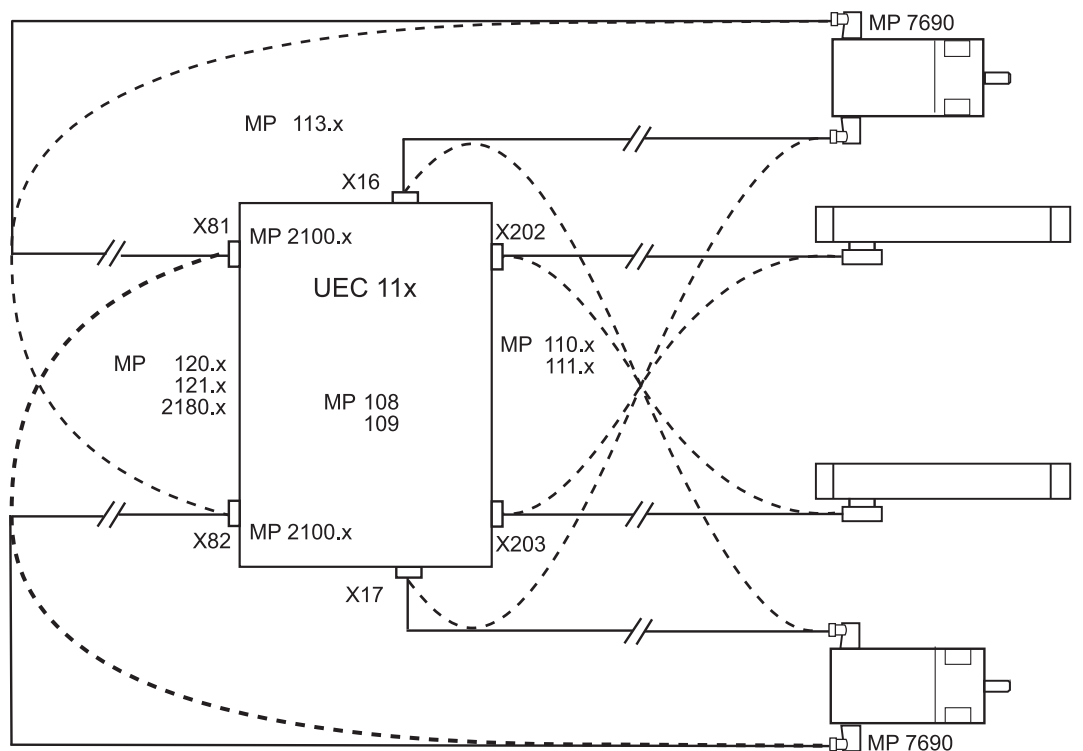 MP 7690
MP 113.x
X16
X81
MP 2100.x
X202
UEC 11x
MP 120.x
121.x
2180.x
MP 110.x
111.x
MP 108
109
X82
MP 2100.x
X203
X17
MP 7690